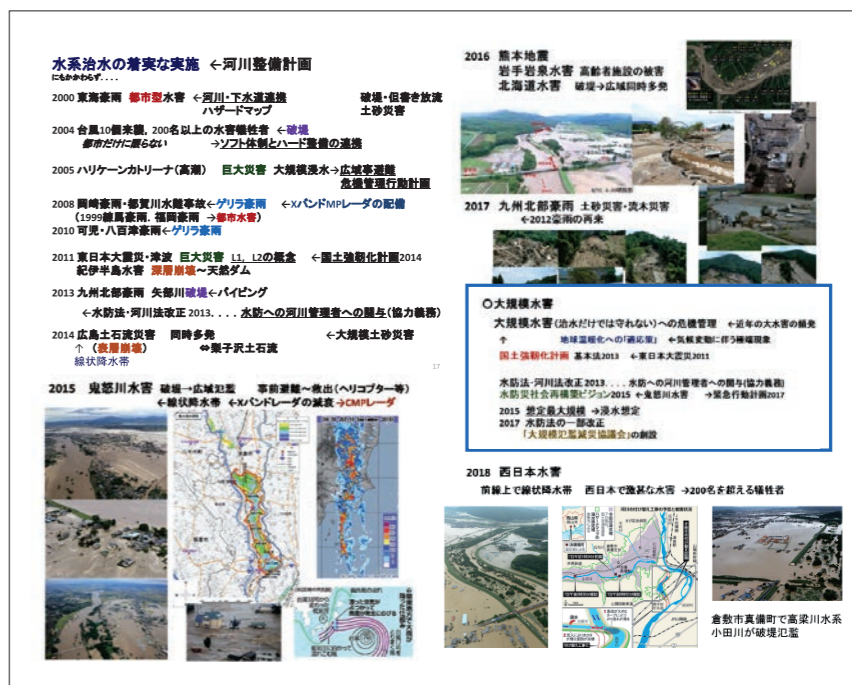 水系治水の着実な実施 ←河川整備計画
にもかかわらず....
2000 東海豪雨 都市型水害 ←河川・下水道連携 破堤・但書き放流
ハザードマップ 土砂災害
2004 台風10個来襲，200名以上の水害犠牲者 ←破堤
都市だけに限らない →ソフト体制とハード整備の連携
2005 ハリケーンカトリーナ(高潮) 巨大災害 大規模浸水→広域事避難
危機管理行動計画
2008 岡崎豪雨・都賀川水難事故←ゲリラ豪雨 ←XバンドMPレーダの配備
(1999練馬豪雨，福岡豪雨 →都市水害)
2010 可児・八百津豪雨←ゲリラ豪雨
2011 東日本大震災・津波 巨大災害 L1，L2の概念 ←国土強靭化計画2014
紀伊半島水害 深層崩壊～天然ダム
2013 九州北部豪雨 矢部川破堤←パイピング
←水防法・河川法改正 2013....水防への河川管理者への関与(協力義務)
2014 広島土石流災害 同時多発 ←大規模土砂災害
↑ (表層崩壊) ⇔梨子沢土石流
線状降水帯
17
2015 鬼怒川水害 破堤→広域氾濫 事前避難～救出(ヘリコプター等)
←線状降水帯 ←Xバンドレーダの減衰 →CMPレーダ
2016 熊本地震
岩手岩泉水害 高齢者施設の被害
北海道水害 破堤→広域同時多発
2017 九州北部豪雨 土砂災害・流木災害
←2012豪雨の再来
○大規模水害
大規模水害(治水だけでは守れない)への危機管理 ←近年の大水害の頻発
↑ 地球温暖化への「適応策」 ←気候変動に伴う極端現象
国土強靭化計画 基本法2013 ←東日本大震災2011
水防法・河川法改正 2013....水防への河川管理者への関与(協力義務)
水防災社会再構築ビジョン2015 ←鬼怒川水害 →緊急行動計画2017
2015 想定最大規模 →浸水想定
2017 水防法の一部改正
「大規模氾濫減災協議会」の創設
2018 西日本水害
前線上で線状降水帯 西日本で激甚な水害 →200名を超える犠牲者
倉敷市真備町で高梁川水系
小田川が破堤氾濫